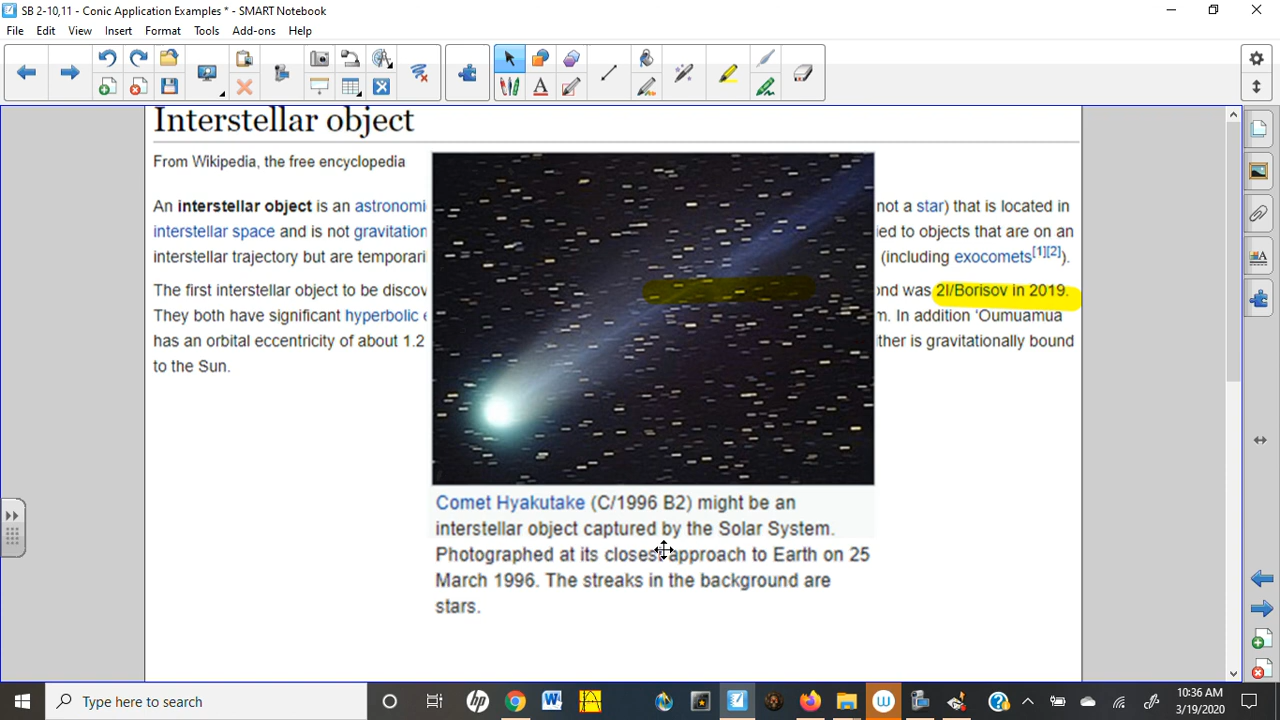 SB 2-10,11 - Conic Application Examples * - SMART Notebook
File Edit View Insert Format Tools Add-ons Help
Interstellar object
From Wikipedia, the free encyclopedia
An interstellar object is an astronomi not a star) that is located in
interstellar space and is not gravitation ied to objects that are on an
interstellar trajectory but are temporari (including exocomets[1][2]).
The first interstellar object to be discov ond was 2I/Borisov in 2019.
They both have significant hyperbolic e m. In addition ʻOumuamua
has an orbital eccentricity of about 1.2 ther is gravitationally bound
to the Sun.
Comet Hyakutake (C/1996 B2) might be an
interstellar object captured by the Solar System.
Photographed at its closest approach to Earth on 25
March 1996. The streaks in the background are
stars.
Type here to search
10:36 AM
3/19/2020